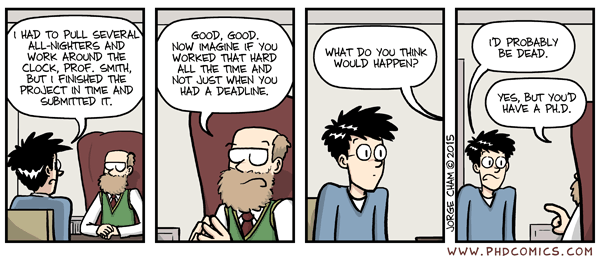 I HAD TO PULL SEVERAL
ALL-NIGHTERS AND
WORK AROUND THE
CLOCK, PROF. SMITH,
BUT I FINISHED THE
PROJECT IN TIME AND
SUBMITTED IT.
GOOD, GOOD.
NOW IMAGINE IF YOU
WORKED THAT HARD
ALL THE TIME AND
NOT JUST WHEN YOU
HAD A DEADLINE.
WHAT DO YOU THINK
WOULD HAPPEN?
I'D PROBABLY
BE DEAD.
YES, BUT YOU'D
HAVE A PH.D.
JORGE CHAM © 2015
WWW.PHDCOMICS.COM